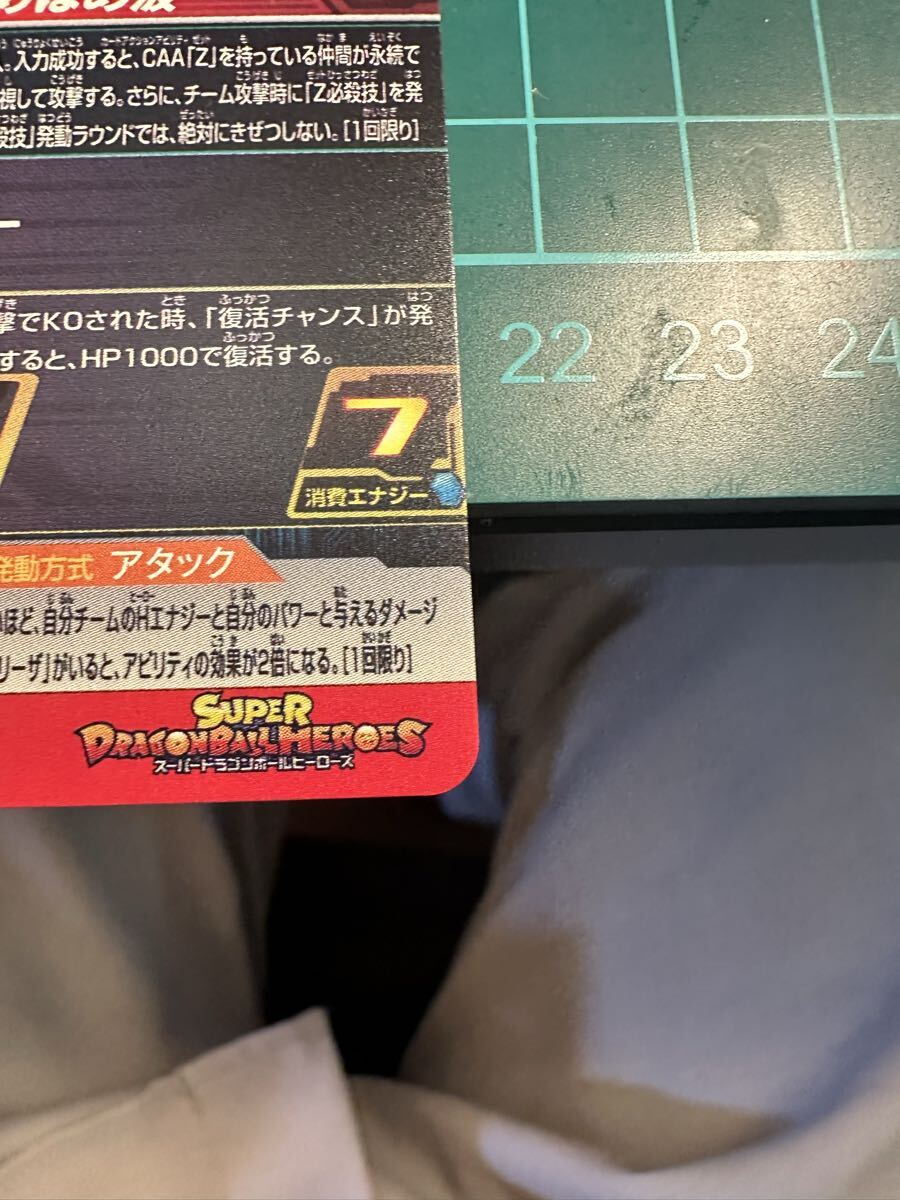 めはめ波
。入力成功すると、CAA「Z」を持っている仲間が永続で
視して攻撃する。さらに、チーム攻撃時に「Z必殺技」を発
殺技」発動ラウンドでは、絶対にきぜつしない。[1回限り]
撃でKOされた時、「復活チャンス」が発
すると、HP1000で復活する。
22 23 24
7
消費エナジー
発動方式 アタック
いほど、自分チームのHエナジーと自分のパワーと与えるダメージ
リーザ」がいると、アビリティの効果が2倍になる。[1回限り]
SUPER
DRAGONBALL HEROES
スーパードラゴンボールヒーローズ